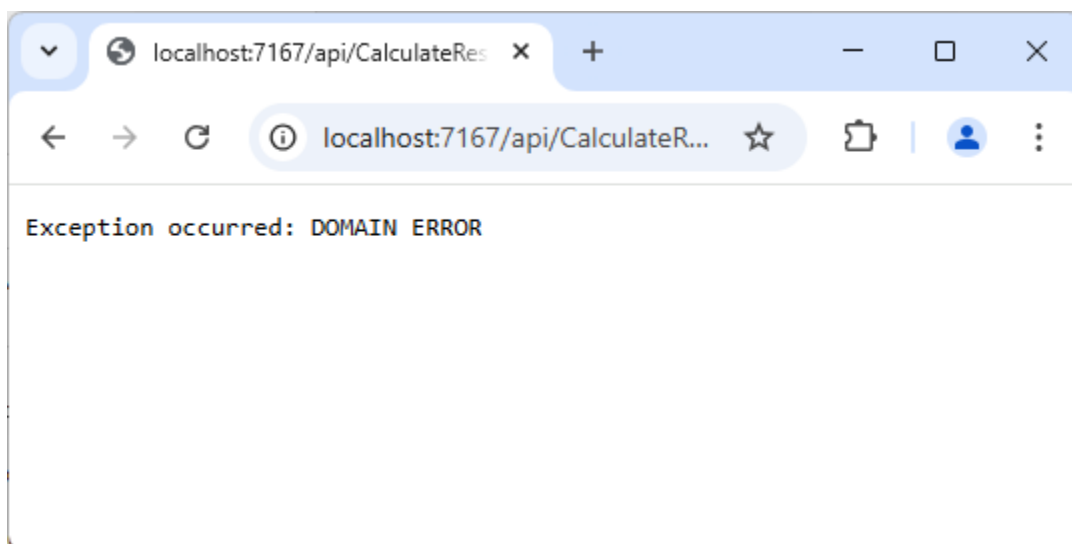 localhost:7167/api/CalculateRes
localhost:7167/api/CalculateR...
Exception occurred: DOMAIN ERROR